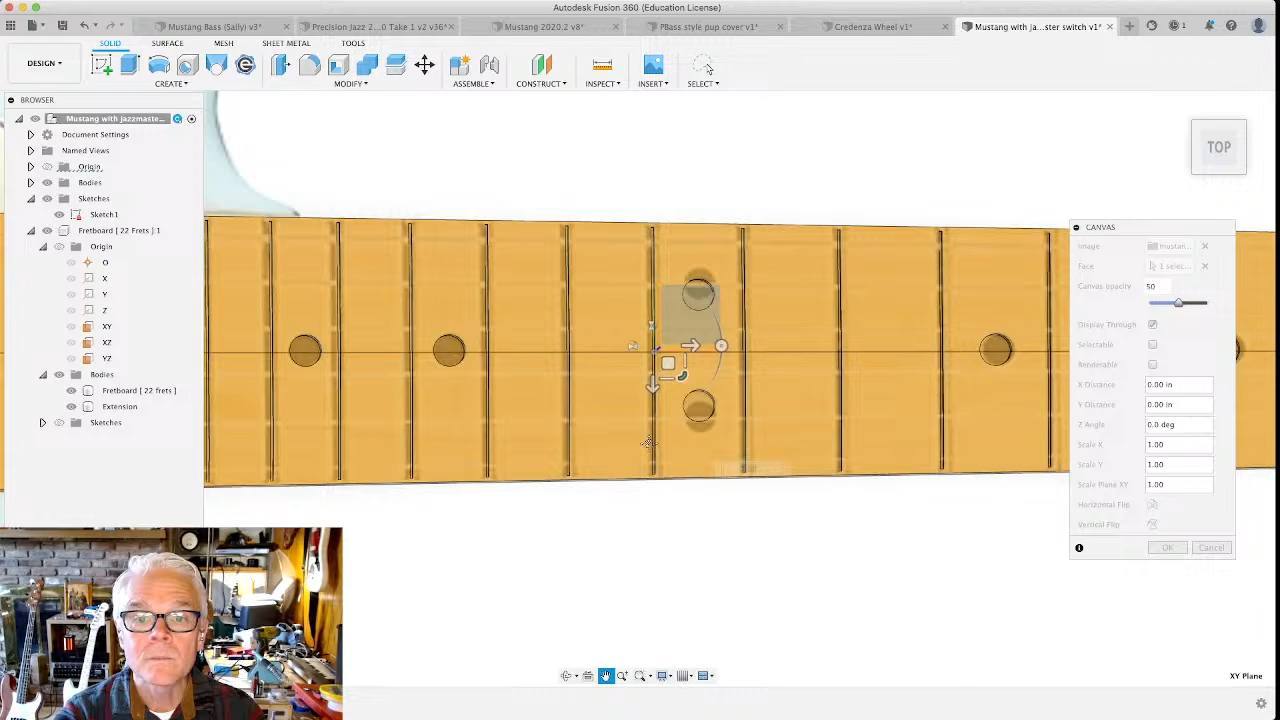 Autodesk Fusion 360 (Education License)
Mustang Bass (Sally) v3*
Precision Jazz 2...0 Take 1 v2 v36*
Mustang 2020.2 v8*
PBass style pup cover v1*
Credenza Wheel v1*
Mustang with ja...ster switch v1*
1
SOLID
SURFACE
MESH
SHEET METAL
TOOLS
DESIGN
CREATE
MODIFY
ASSEMBLE
CONSTRUCT
INSPECT
INSERT
SELECT
BROWSER
Mustang with jazzmaste...
Document Settings
Named Views
Origin
Bodies
Sketches
Sketch1
Fretboard [ 22 Frets ]:1
Origin
O
X
Y
Z
XY
XZ
YZ
Bodies
Fretboard [ 22 frets ]
Extension
Sketches
TOP
CANVAS
Image
mustan...
Face
1 selec...
Canvas opacity
50
Display Through
Selectable
Renderable
X Distance
0.00 in
Y Distance
0.00 in
Z Angle
0.0 deg
Scale X
1.00
Scale Y
1.00
Scale Plane XY
1.00
Horizontal Flip
Vertical Flip
OK
Cancel
XY Plane